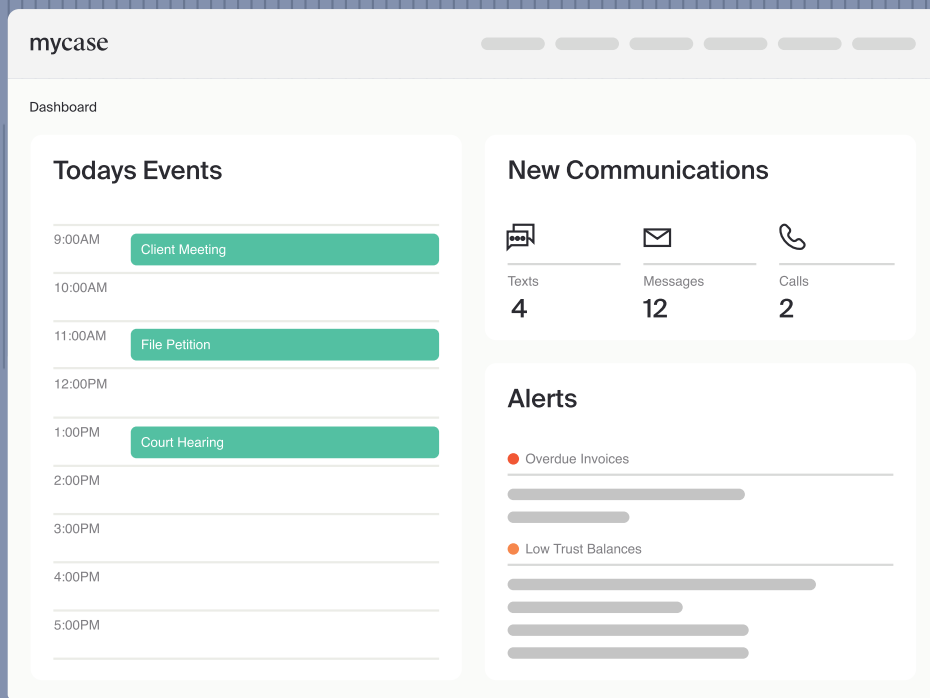 mycase
Dashboard
Todays Events
9:00AM
Client Meeting
10:00AM
11:00AM
File Petition
12:00PM
1:00PM
Court Hearing
2:00PM
3:00PM
4:00PM
5:00PM
New Communications
Texts
4
Messages
12
Calls
2
Alerts
Overdue Invoices
Low Trust Balances